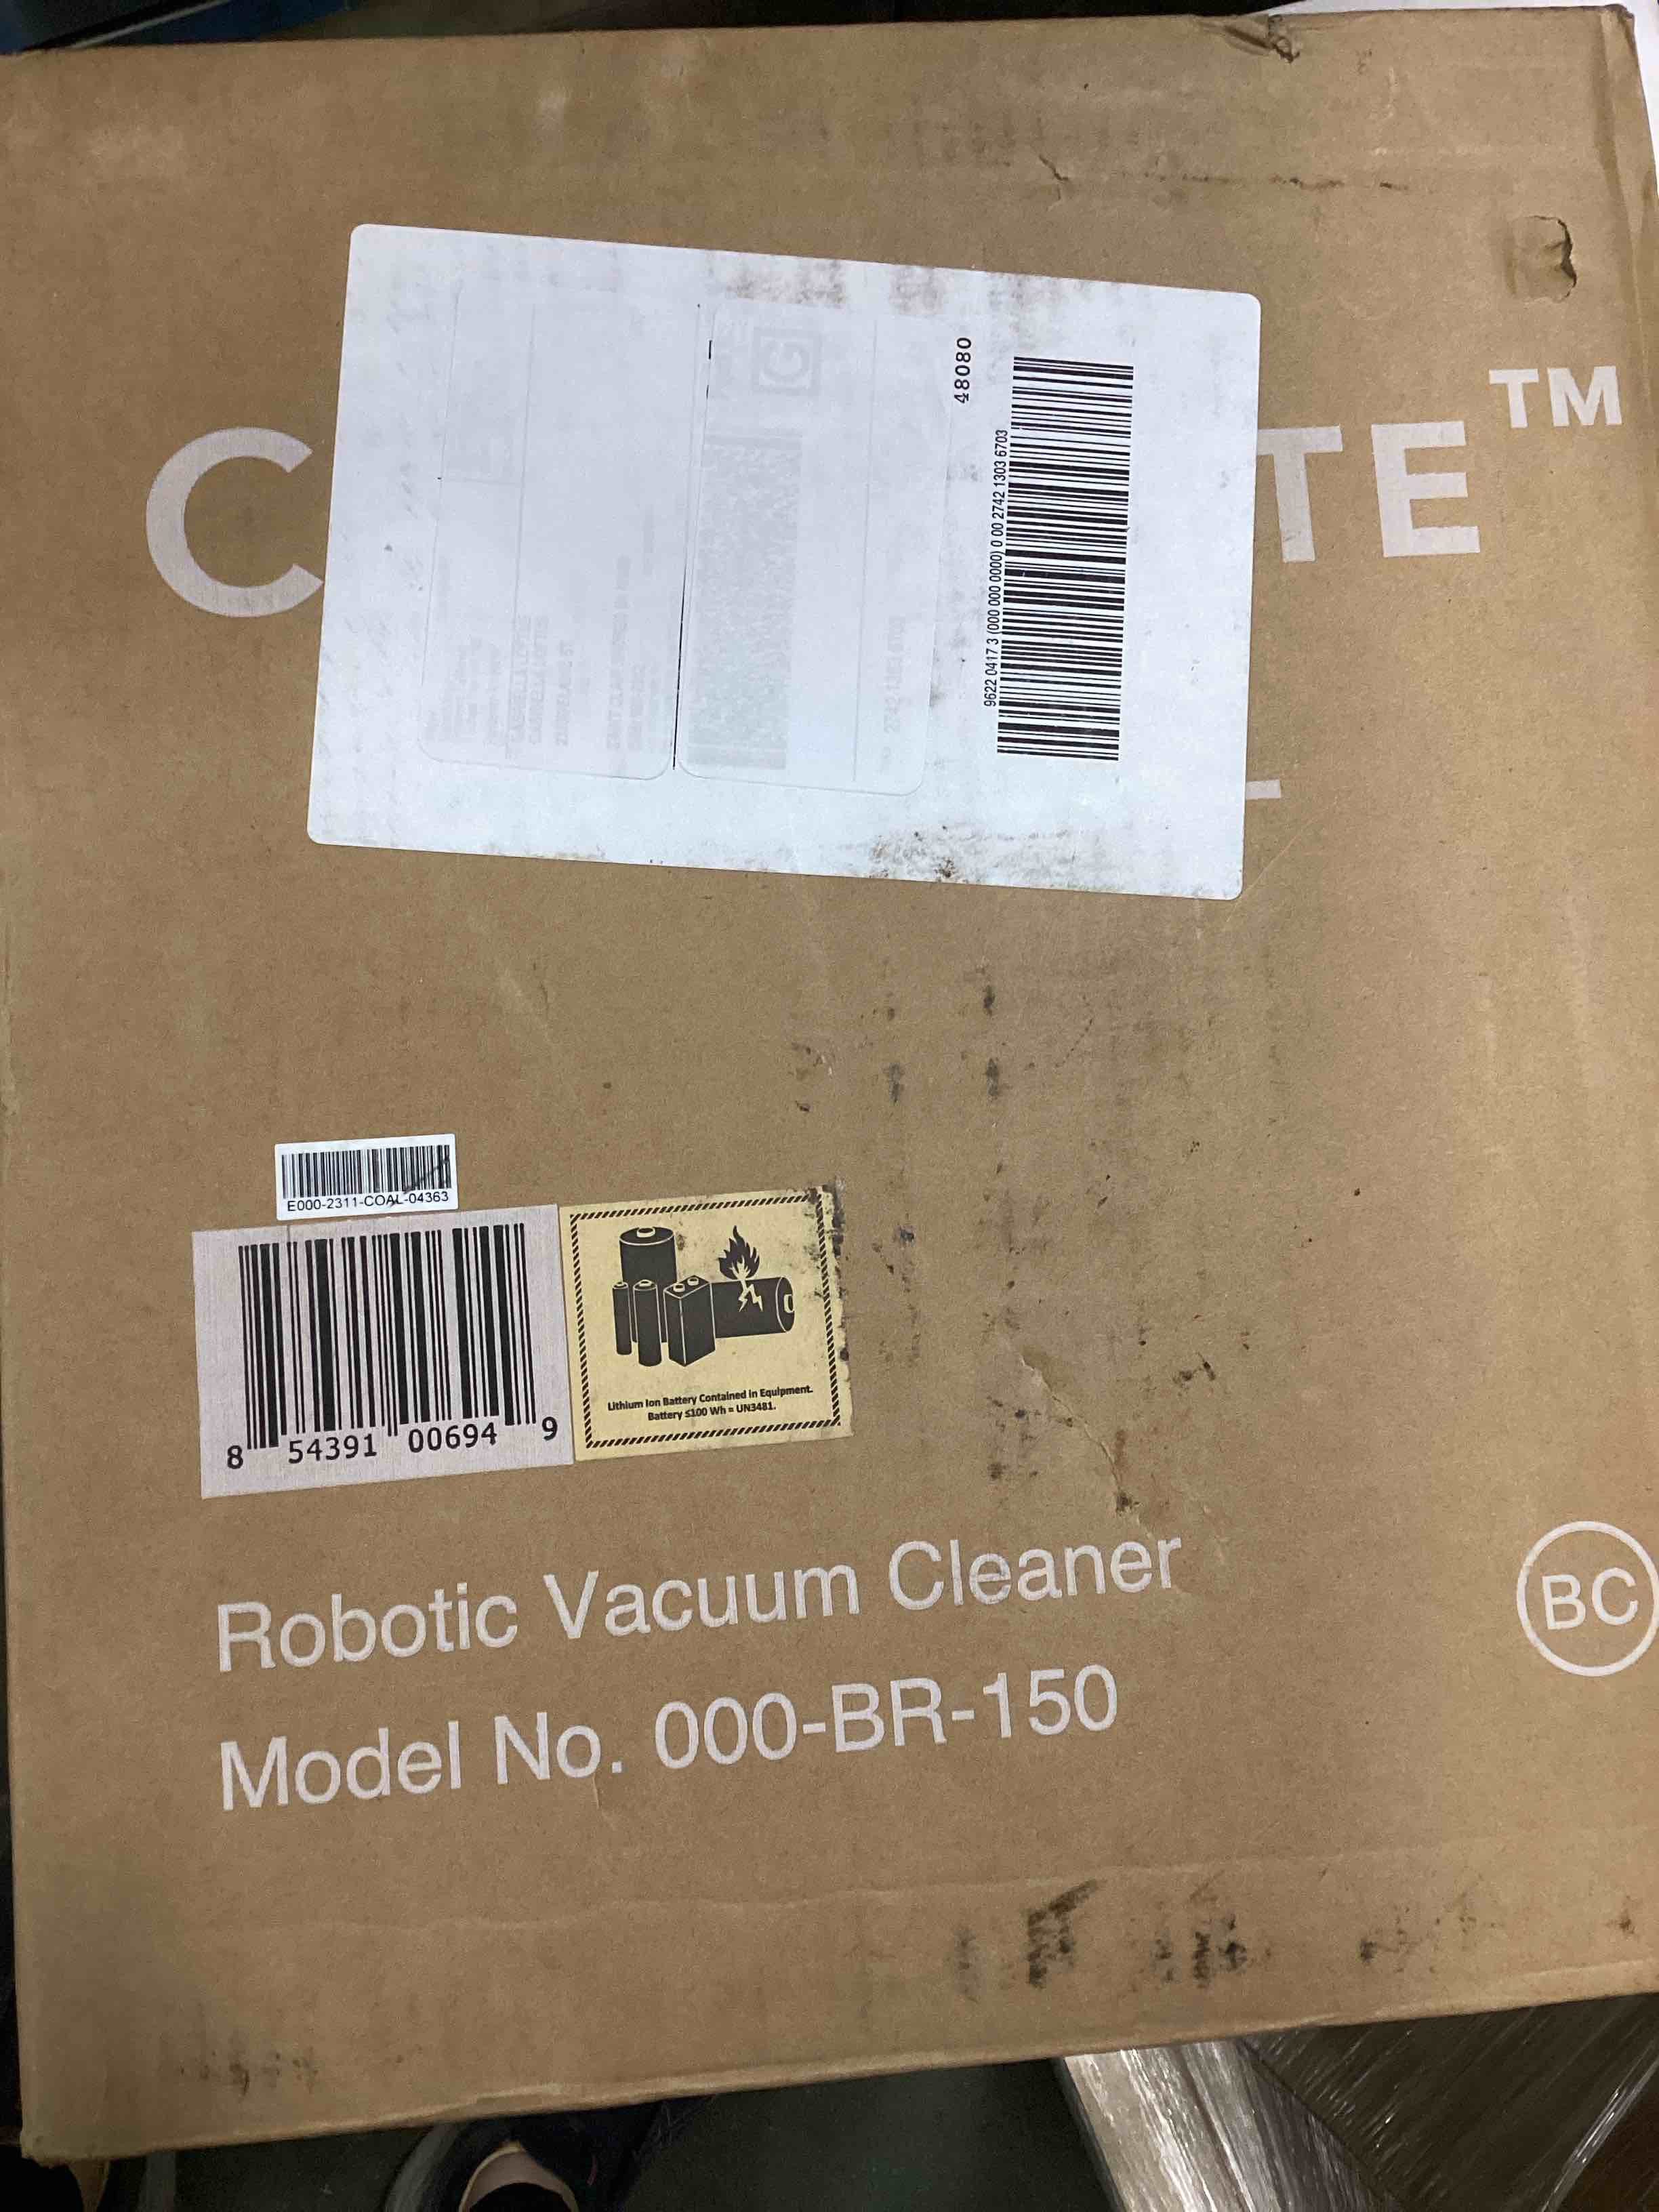 C TE™
48080
9622 0417 3 (000 000 0000) 0 00 2742 1303 6703
E000-2311-COAL-04363
8 54391 00694 9
Lithium Ion Battery Contained in Equipment.
Battery ≤100 Wh = UN3481.
Robotic Vacuum Cleaner
Model No. 000-BR-150
BC